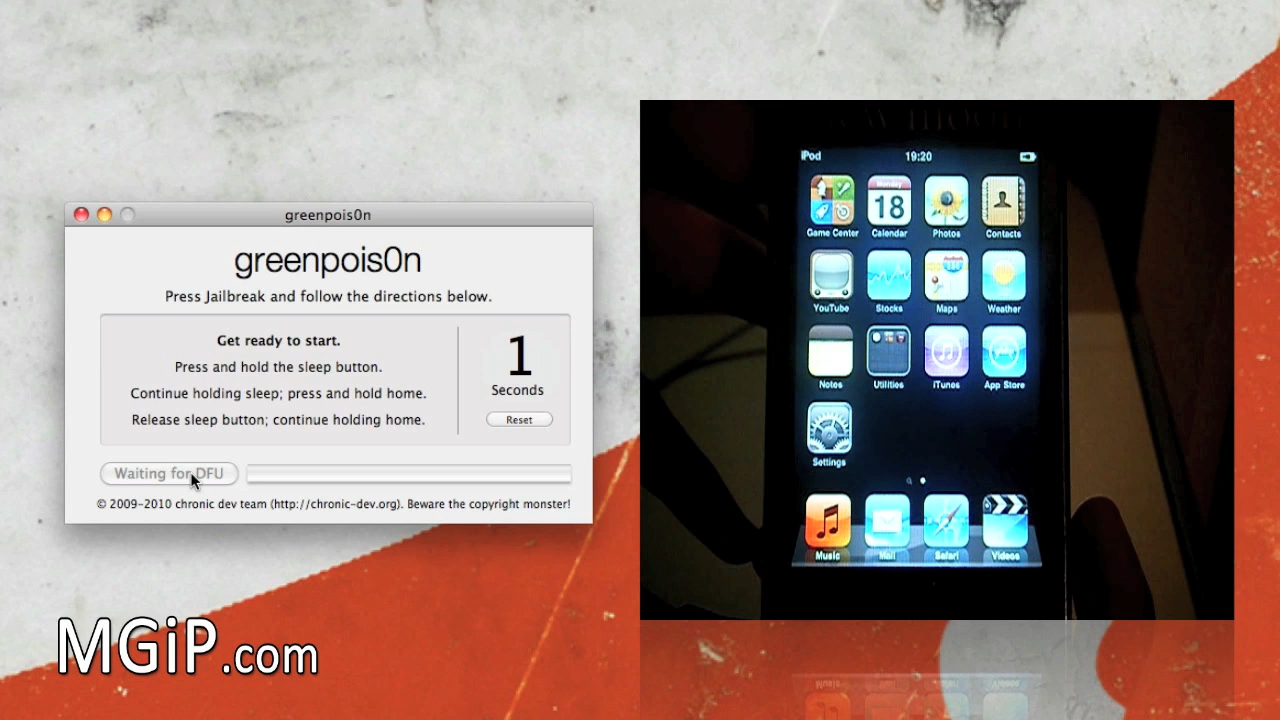 greenpois0n
greenpois0n
Press Jailbreak and follow the directions below.
Get ready to start.
Press and hold the sleep button.
Continue holding sleep; press and hold home.
Release sleep button; continue holding home.
1
Seconds
Reset
Waiting for DFU
© 2009-2010 chronic dev team (http://chronic-dev.org). Beware the copyright monster!
MGiP.com
iPod 19:20
Monday
18
Game Center Calendar Photos Contacts
YouTube Stocks Maps Weather
Notes Utilities iTunes App Store
Settings
Music Mail Safari Videos